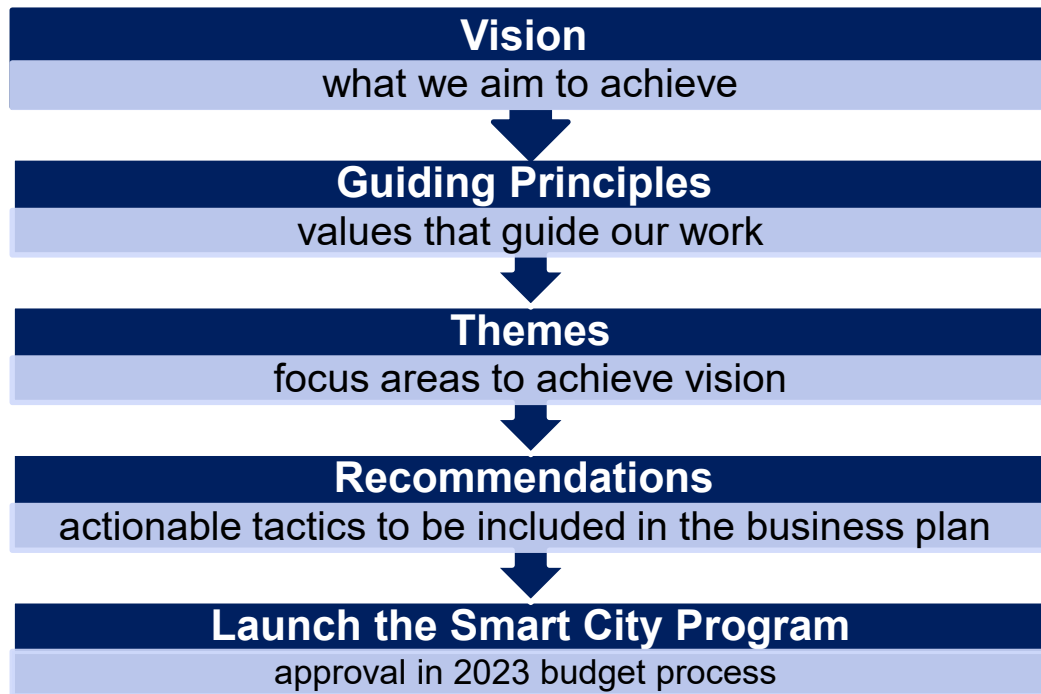 Vision
what we aim to achieve
Guiding Principles
values that guide our work
Themes
focus areas to achieve vision
Recommendations
actionable tactics to be included in the business plan
Launch the Smart City Program
approval in 2023 budget process